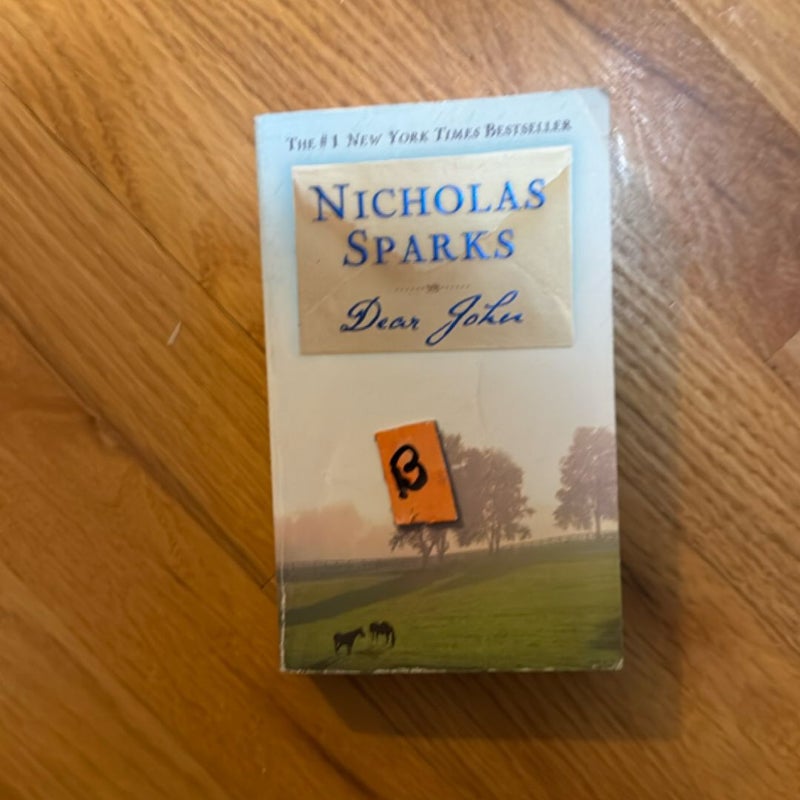 THE #1 NEW YORK TIMES BESTSELLER
NICHOLAS
SPARKS
Dear John
B